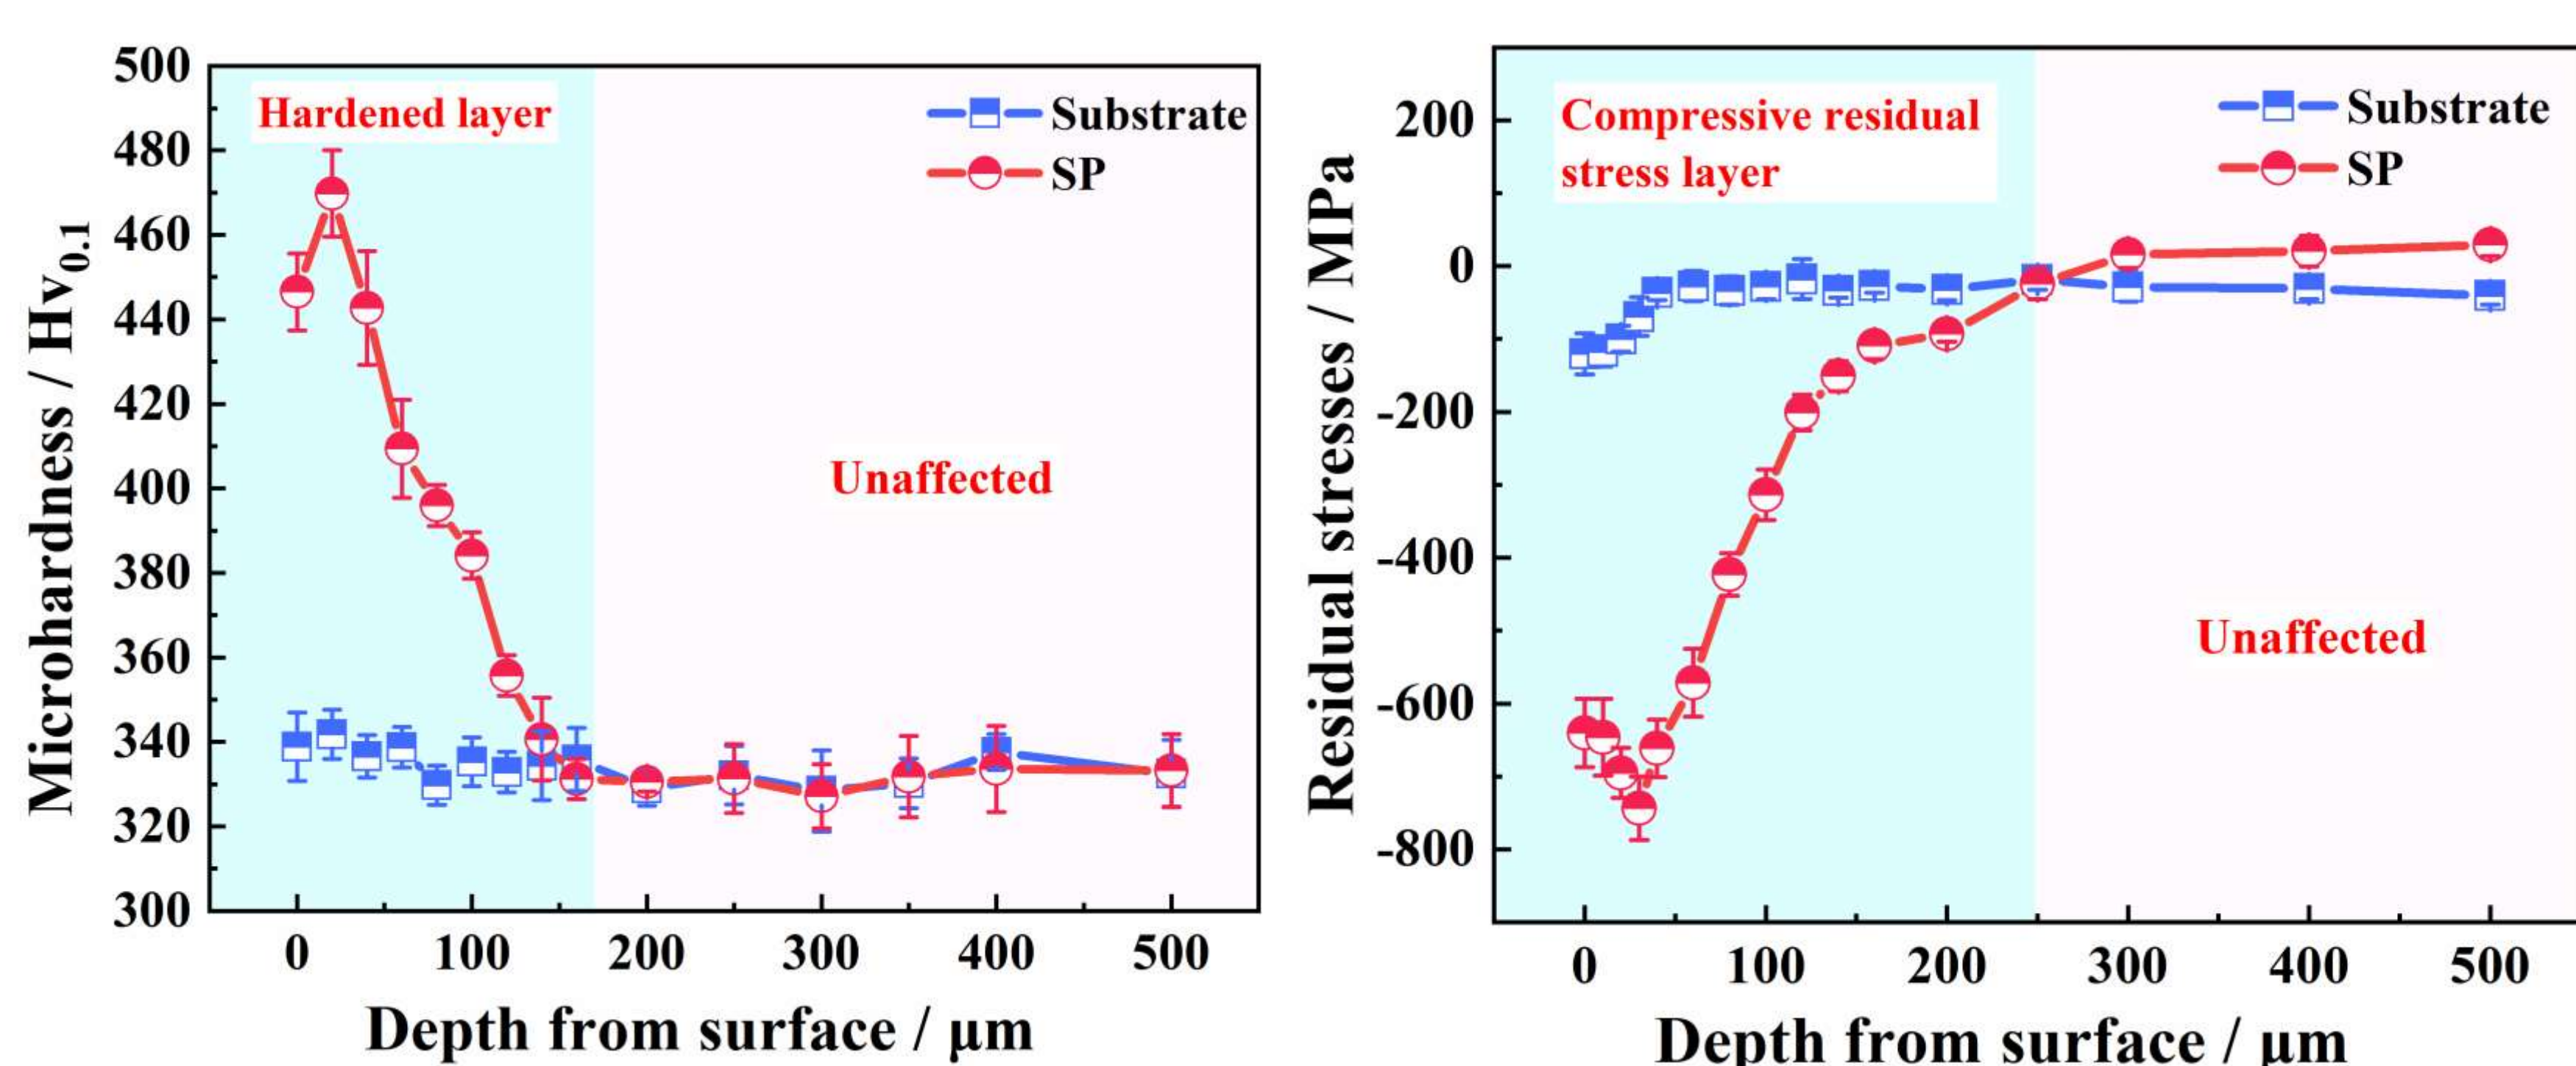 500
480
460
440
420
400
380
360
340
320
300
Microhardness / Hv0.1
Hardened layer
Substrate
SP
Unaffected
0 100 200 300 400 500
Depth from surface / μm
200
0
-200
-400
-600
-800
Residual stresses / MPa
Compressive residual
stress layer
Substrate
SP
Unaffected
0 100 200 300 400 500
Depth from surface / μm